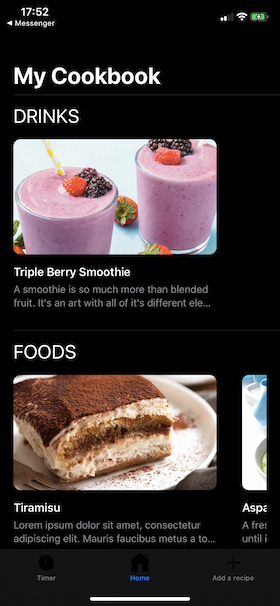 17:52
◀ Messenger
My Cookbook
DRINKS
Triple Berry Smoothie
A smoothie is so much more than blended
fruit. It's an art with all of it's different ele...
FOODS
Tiramisu
Aspa
Lorem ipsum dolor sit amet, consectetur
A fres
adipiscing elit. Mauris faucibus metus a to...
until i
Timer
Home
Add a recipe